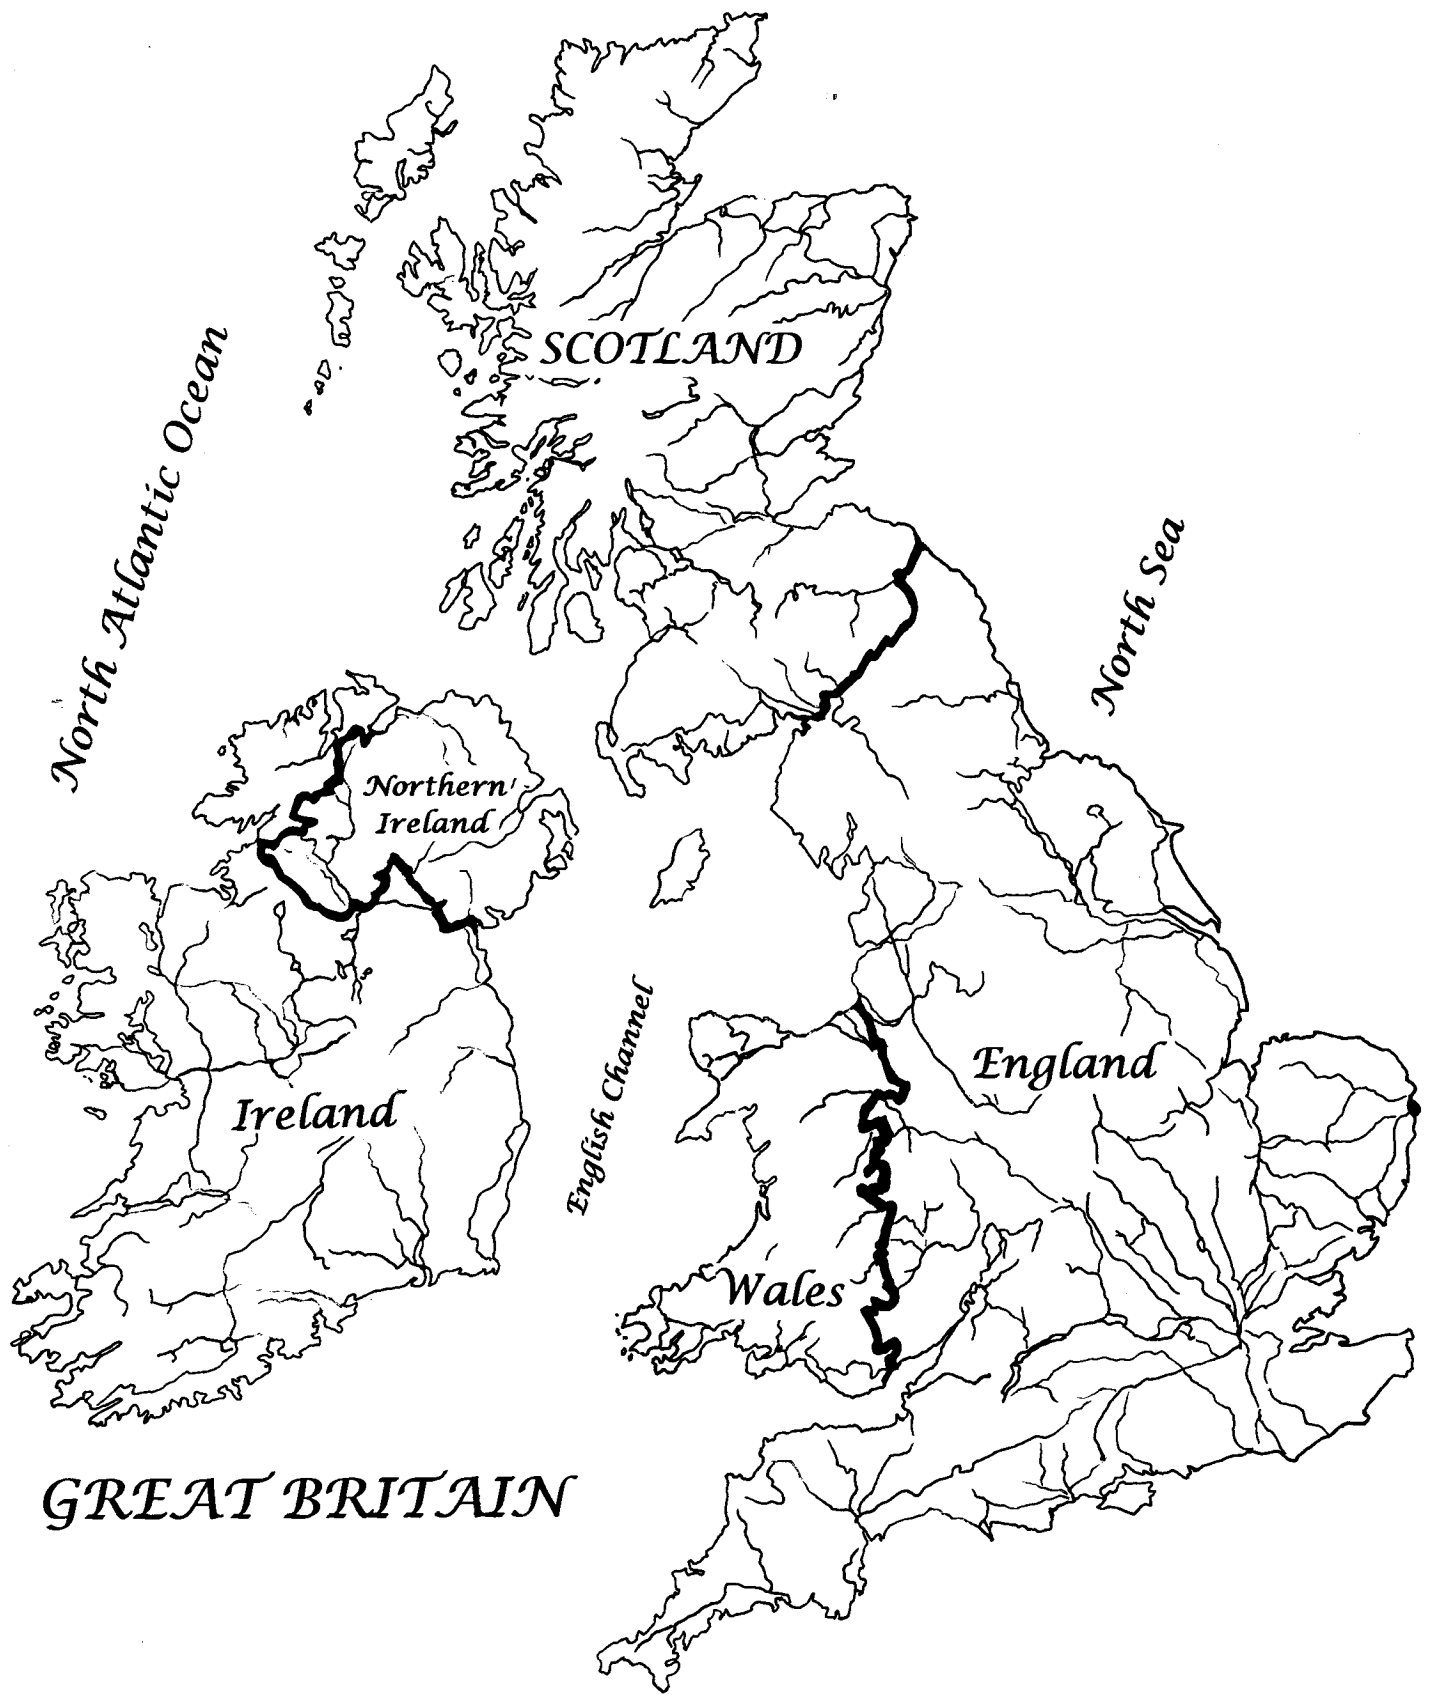 SCOTLAND
North Atlantic Ocean
North Sea
Northern
Ireland
English Channel
England
Ireland
Wales
GREAT BRITAIN